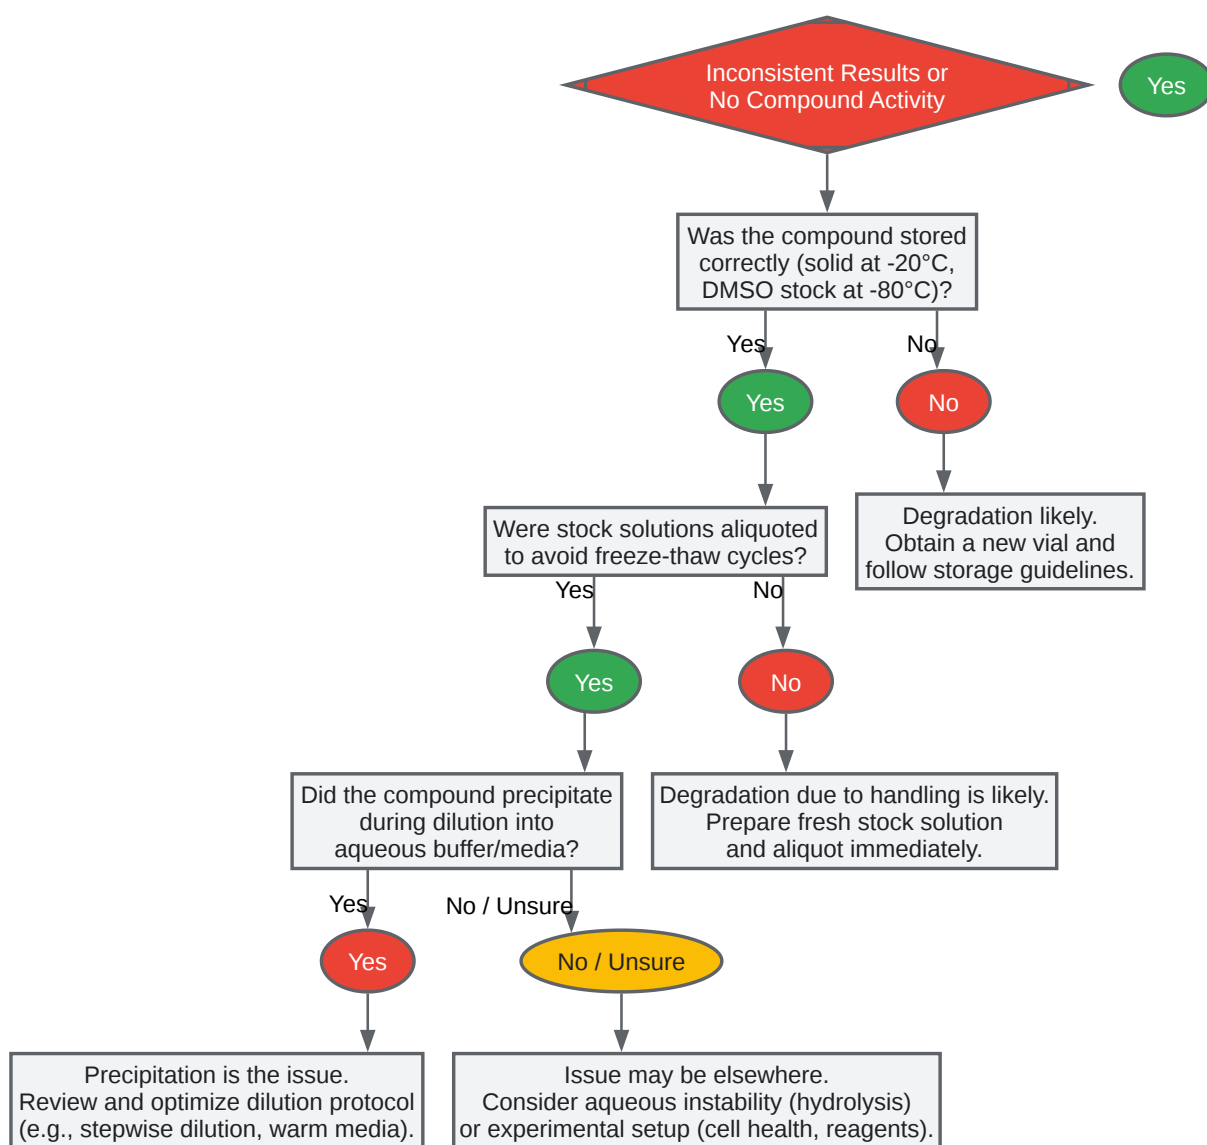 Inconsistent Results or
No Compound Activity
Yes
Was the compound stored
correctly (solid at -20°C,
DMSO stock at -80°C)?
Yes
No
Yes
No
Were stock solutions aliquoted
to avoid freeze-thaw cycles?
Degradation likely.
Obtain a new vial and
follow storage guidelines.
Yes
No
Yes
No
Did the compound precipitate
during dilution into
aqueous buffer/media?
Degradation due to handling is likely.
Prepare fresh stock solution
and aliquot immediately.
Yes
No / Unsure
Yes
No / Unsure
Precipitation is the issue.
Review and optimize dilution protocol
(e.g., stepwise dilution, warm media).
Issue may be elsewhere.
Consider aqueous instability (hydrolysis)
or experimental setup (cell health, reagents).